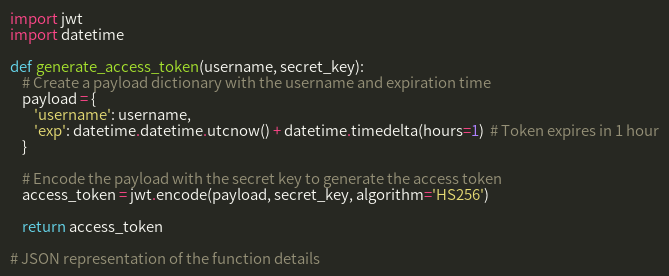 import jwt
import datetime

def generate_access_token(username, secret_key):
    # Create a payload dictionary with the username and expiration time
    payload = {
        'username': username,
        'exp': datetime.datetime.utcnow() + datetime.timedelta(hours=1)  # Token expires in 1 hour
    }

    # Encode the payload with the secret key to generate the access token
    access_token = jwt.encode(payload, secret_key, algorithm='HS256')

    return access_token

# JSON representation of the function details